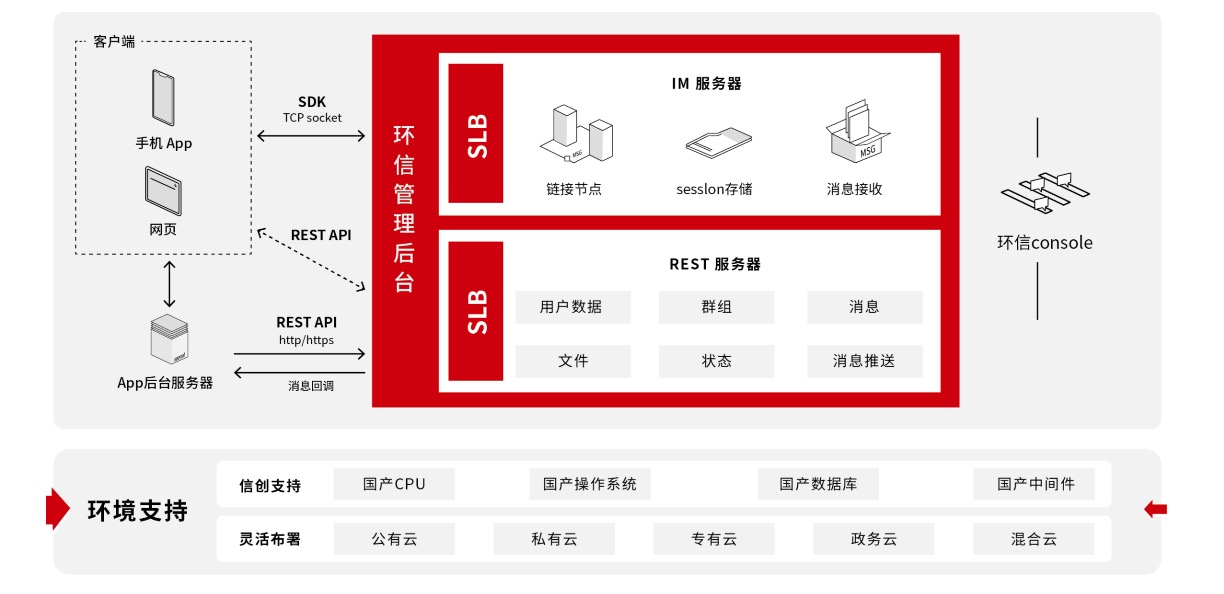 客户端
手机 App
网页
App后台服务器
SDK
TCP socket
REST API
REST API
http/https
消息回调
环信管理后台
SLB
IM 服务器
MSG
MSG
链接节点
sesslon存储
消息接收
SLB
REST 服务器
用户数据
群组
消息
文件
状态
消息推送
环信console
环境支持
信创支持
国产CPU
国产操作系统
国产数据库
国产中间件
灵活布署
公有云
私有云
专有云
政务云
混合云